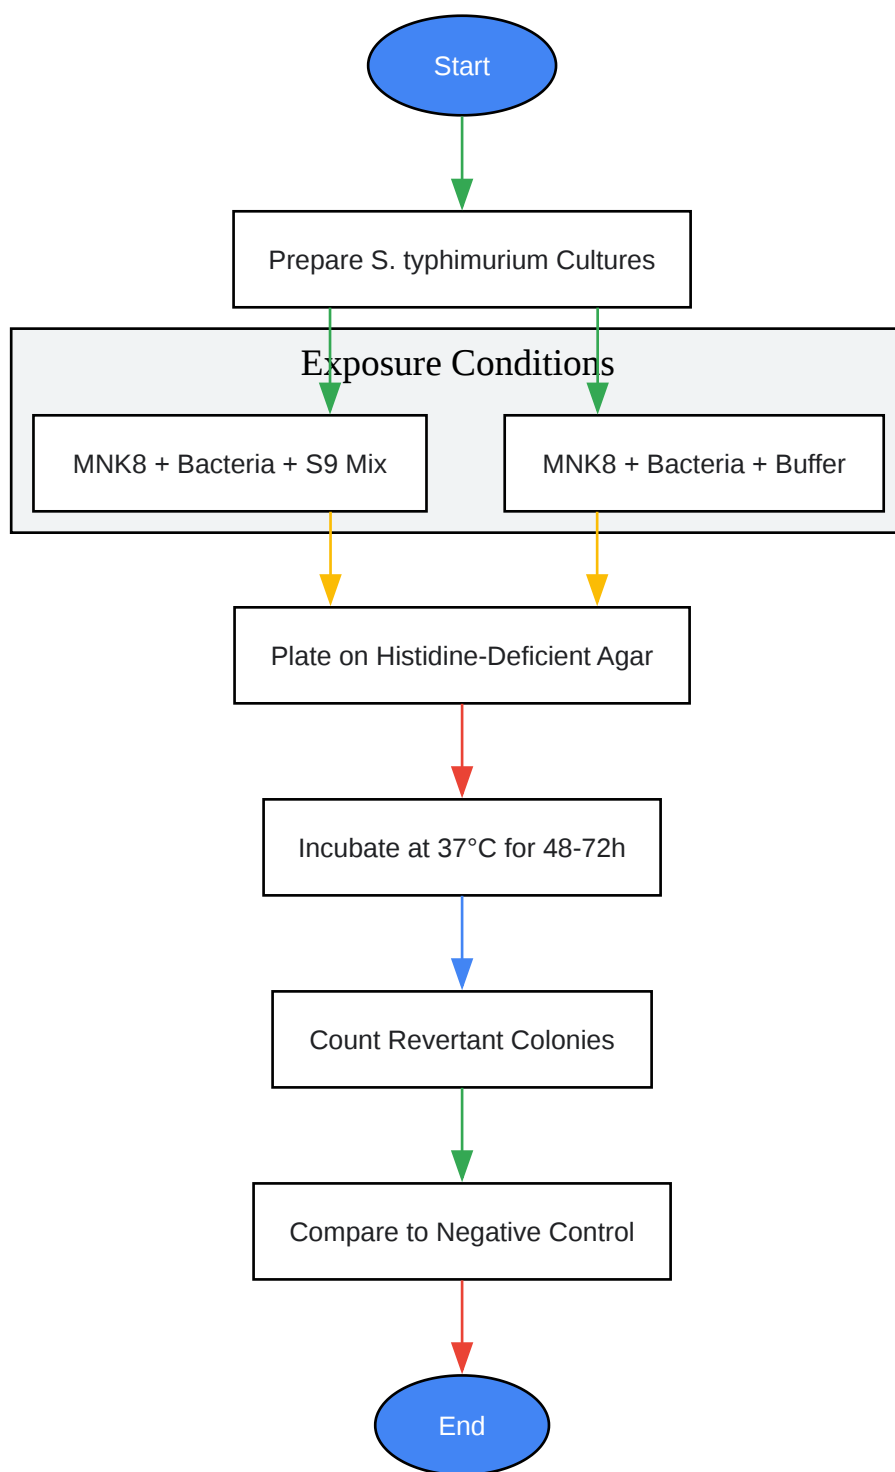 Start
Prepare S. typhimurium Cultures
Exposure Conditions
MNK8 + Bacteria + S9 Mix
MNK8 + Bacteria + Buffer
Plate on Histidine-Deficient Agar
Incubate at 37°C for 48-72h
Count Revertant Colonies
Compare to Negative Control
End